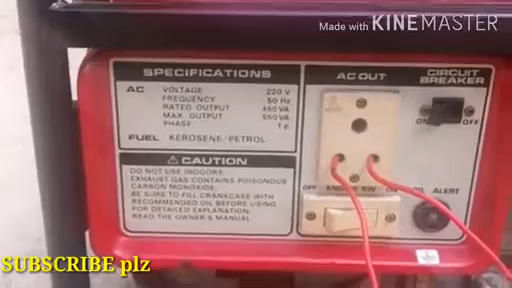 Made with KINEMASTER
SPECIFICATIONS
AC VOLTAGE 220 V
FREQUENCY 50 Hz
RATED OUTPUT 450 VA
MAX. OUTPUT 550 VA
PHASE 1 φ
FUEL KEROSENE/PETROL
⚠ CAUTION
DO NOT USE INDOORS.
EXHAUST GAS CONTAINS POISONOUS
CARBON MONOXIDE.
BE SURE TO FILL CRANKCASE WITH
RECOMMENDED OIL BEFORE USING
FOR DETAILED EXPLANATION.
READ THE OWNER'S MANUAL.
AC OUT
CIRCUIT
BREAKER
ON OFF
OFF ENGINE SW. ON
OIL ALERT
SUBSCRIBE plz